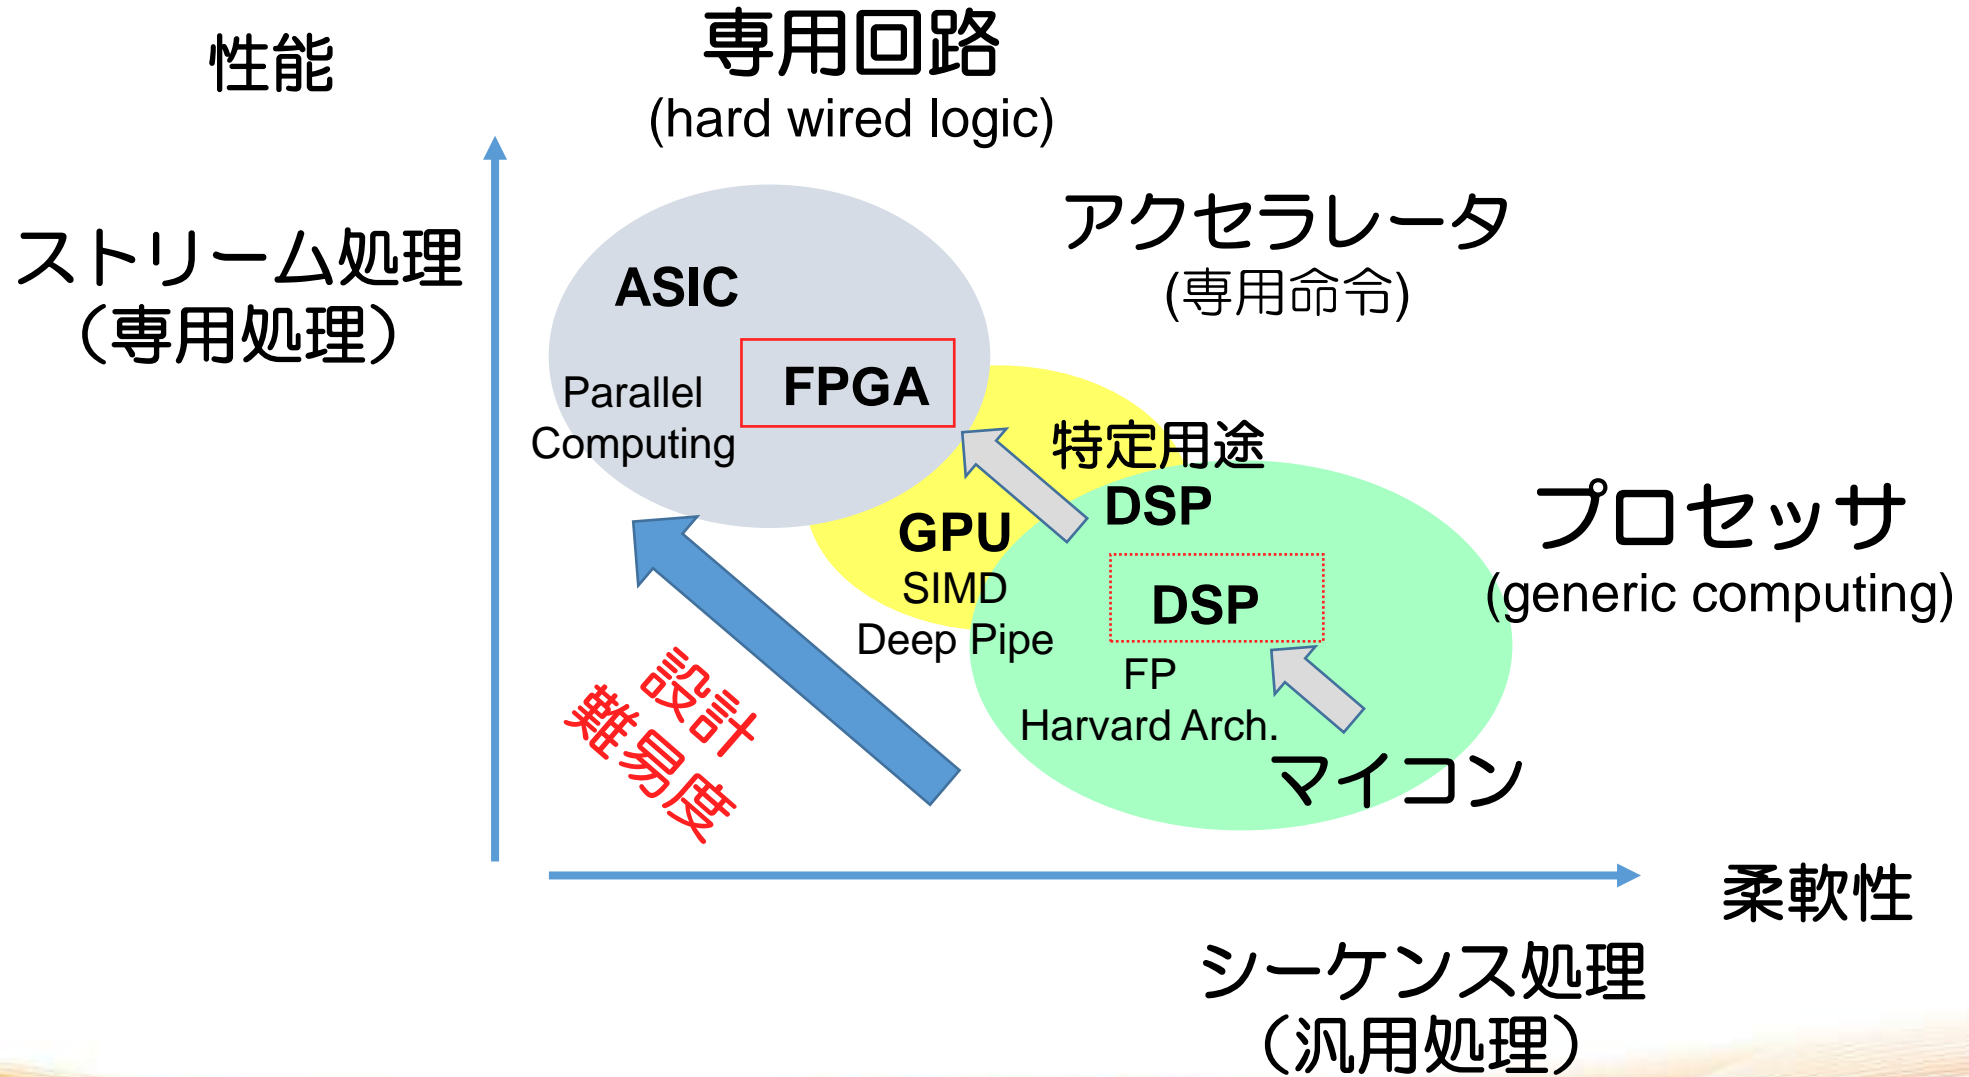 性能
専用回路
(hard wired logic)
ストリーム処理
（専用処理）
アクセラレータ
(専用命令)
ASIC
FPGA
Parallel
Computing
特定用途
DSP
GPU
SIMD
Deep Pipe
プロセッサ
(generic computing)
DSP
FP
Harvard Arch.
マイコン
設計
難易度
柔軟性
シーケンス処理
（汎用処理）